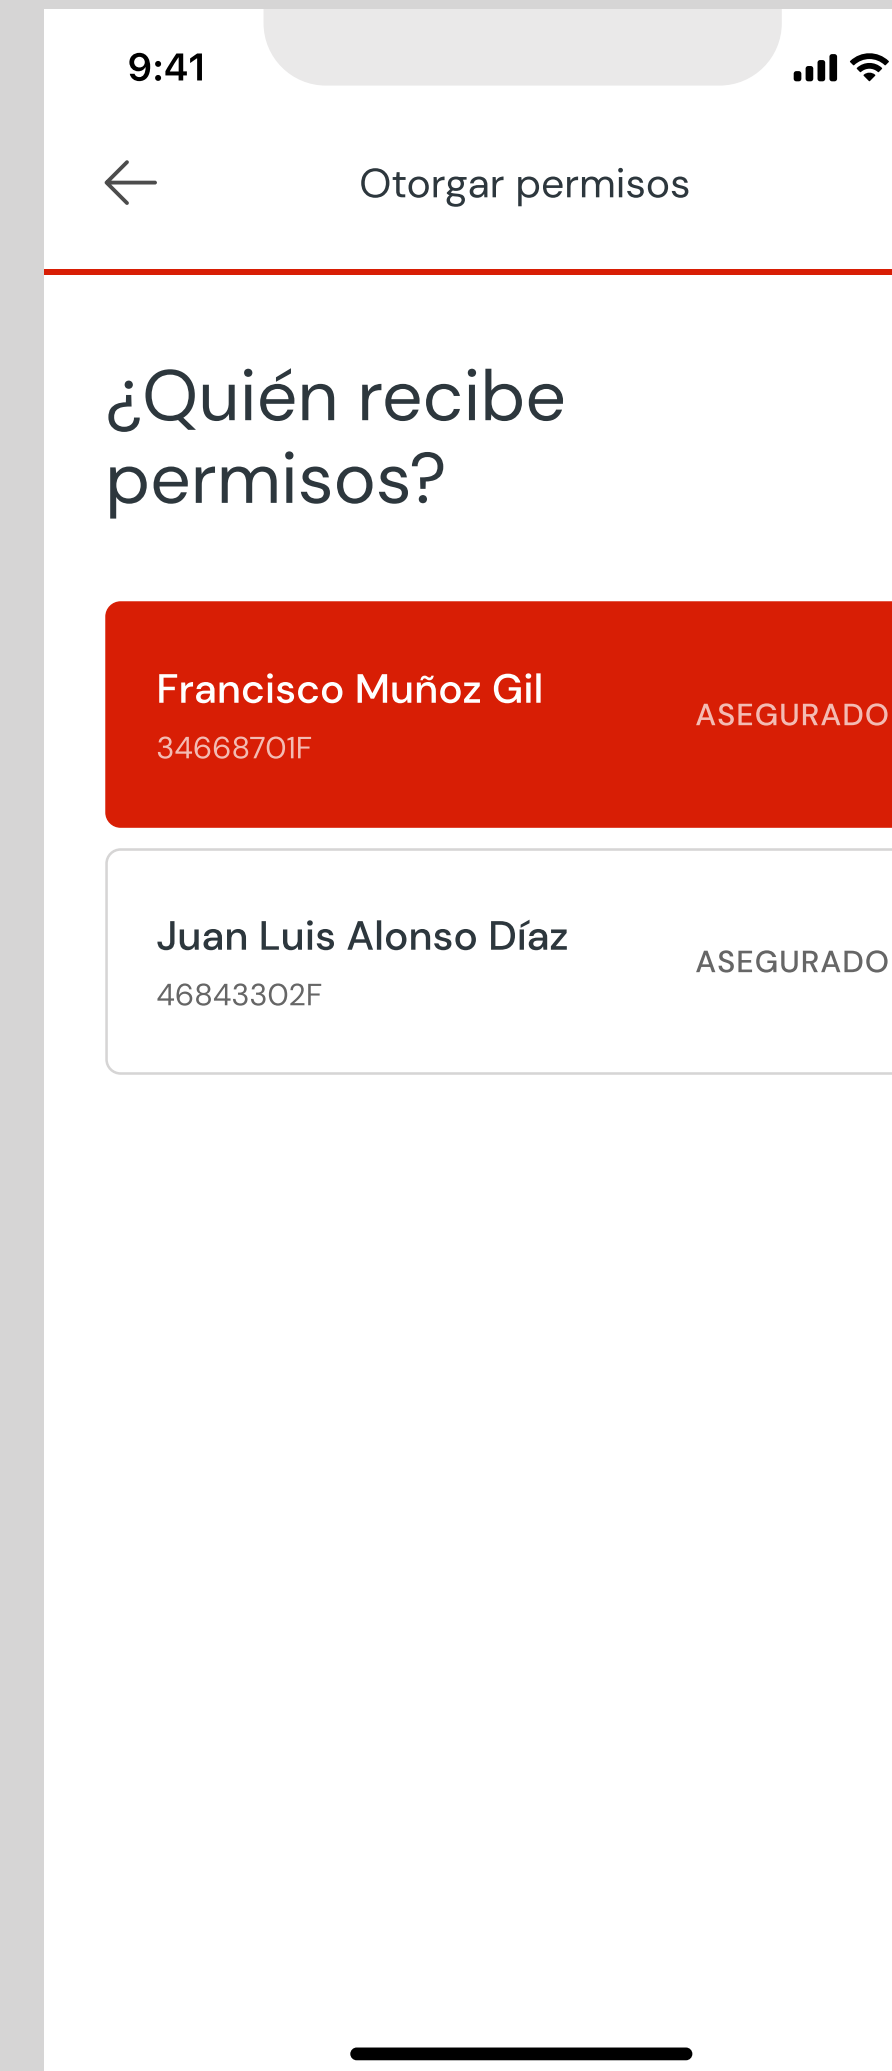 9:41
Otorgar permisos
¿Quién recibe
permisos?
Francisco Muñoz Gil
34668701F
ASEGURADO
Juan Luis Alonso Díaz
46843302F
ASEGURADO